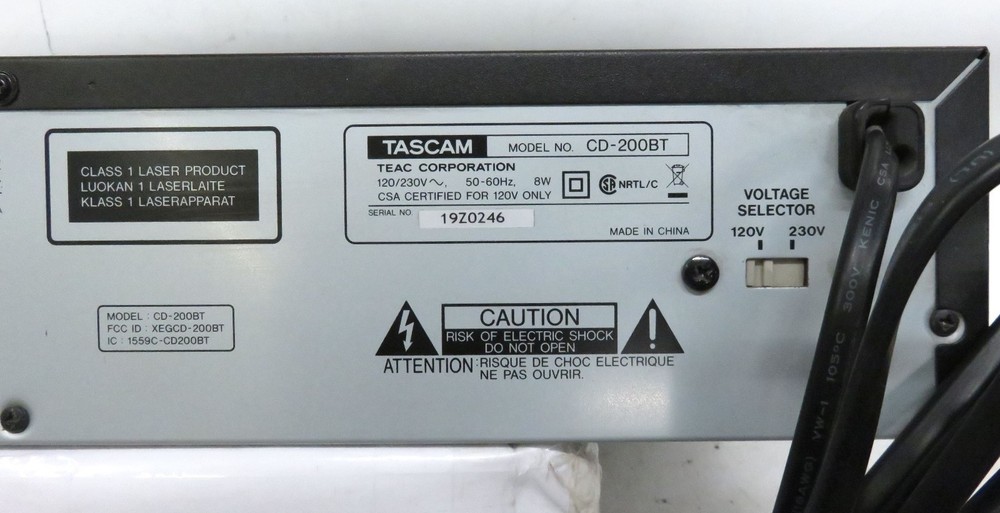 CLASS 1 LASER PRODUCT
LUOKAN 1 LASERLAITE
KLASS 1 LASERAPPARAT
TASCAM MODEL NO. CD-200BT
TEAC CORPORATION
120/230V~, 50-60Hz, 8W
CSA CERTIFIED FOR 120V ONLY
NRTL/C
SERIAL NO. 19Z0246
MADE IN CHINA
VOLTAGE
SELECTOR
120V 230V
MODEL : CD-200BT
FCC ID : XEGCD-200BT
IC : 1559C-CD200BT
CAUTION
RISK OF ELECTRIC SHOCK
DO NOT OPEN
ATTENTION: RISQUE DE CHOC ELECTRIQUE
NE PAS OUVRIR.
VW-1 105°C 300V KENIC CSA